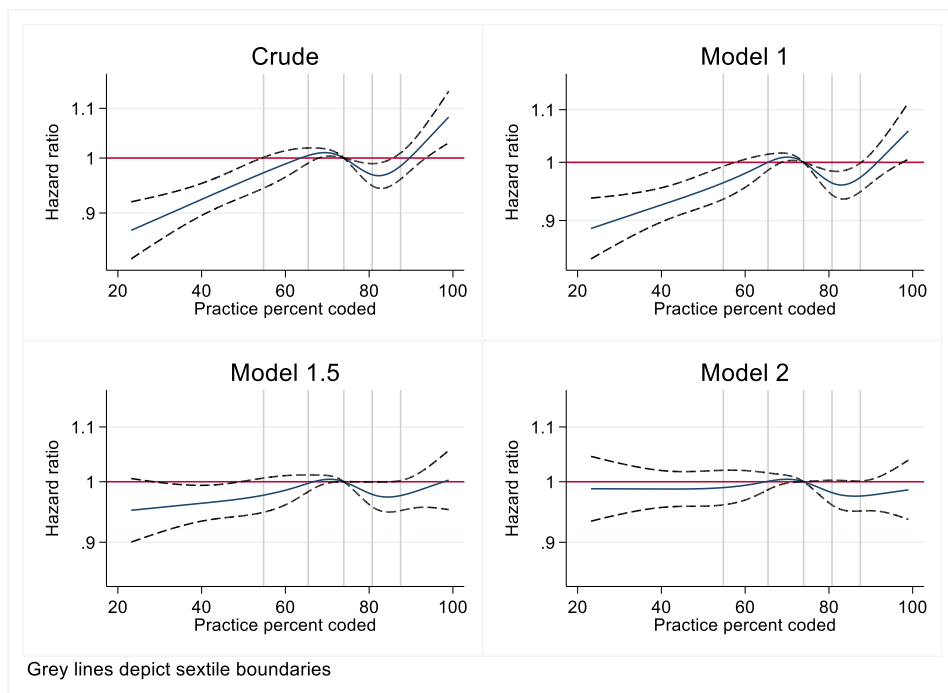 Crude
Hazard ratio
1.1
1
.9
20 40 60 80 100
Practice percent coded
Model 1
Hazard ratio
1.1
1
.9
20 40 60 80 100
Practice percent coded
Model 1.5
Hazard ratio
1.1
1
.9
20 40 60 80 100
Practice percent coded
Model 2
Hazard ratio
1.1
1
.9
20 40 60 80 100
Practice percent coded
Grey lines depict sextile boundaries